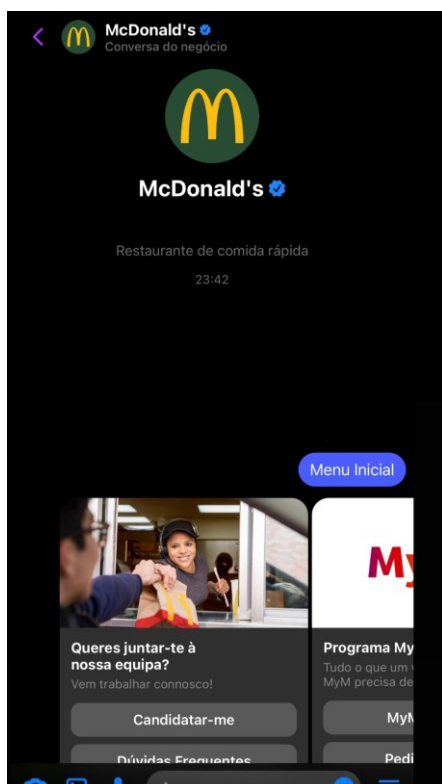 McDonald's
Conversa do negócio
McDonald's
Restaurante de comida rápida
23:42
Menu Inicial
Queres juntar-te à
nossa equipa?
Vem trabalhar connosco!
Candidatar-me
Dúvidas Frequentes
Programa My
Tudo o que um
MyM precisa de
Pedi